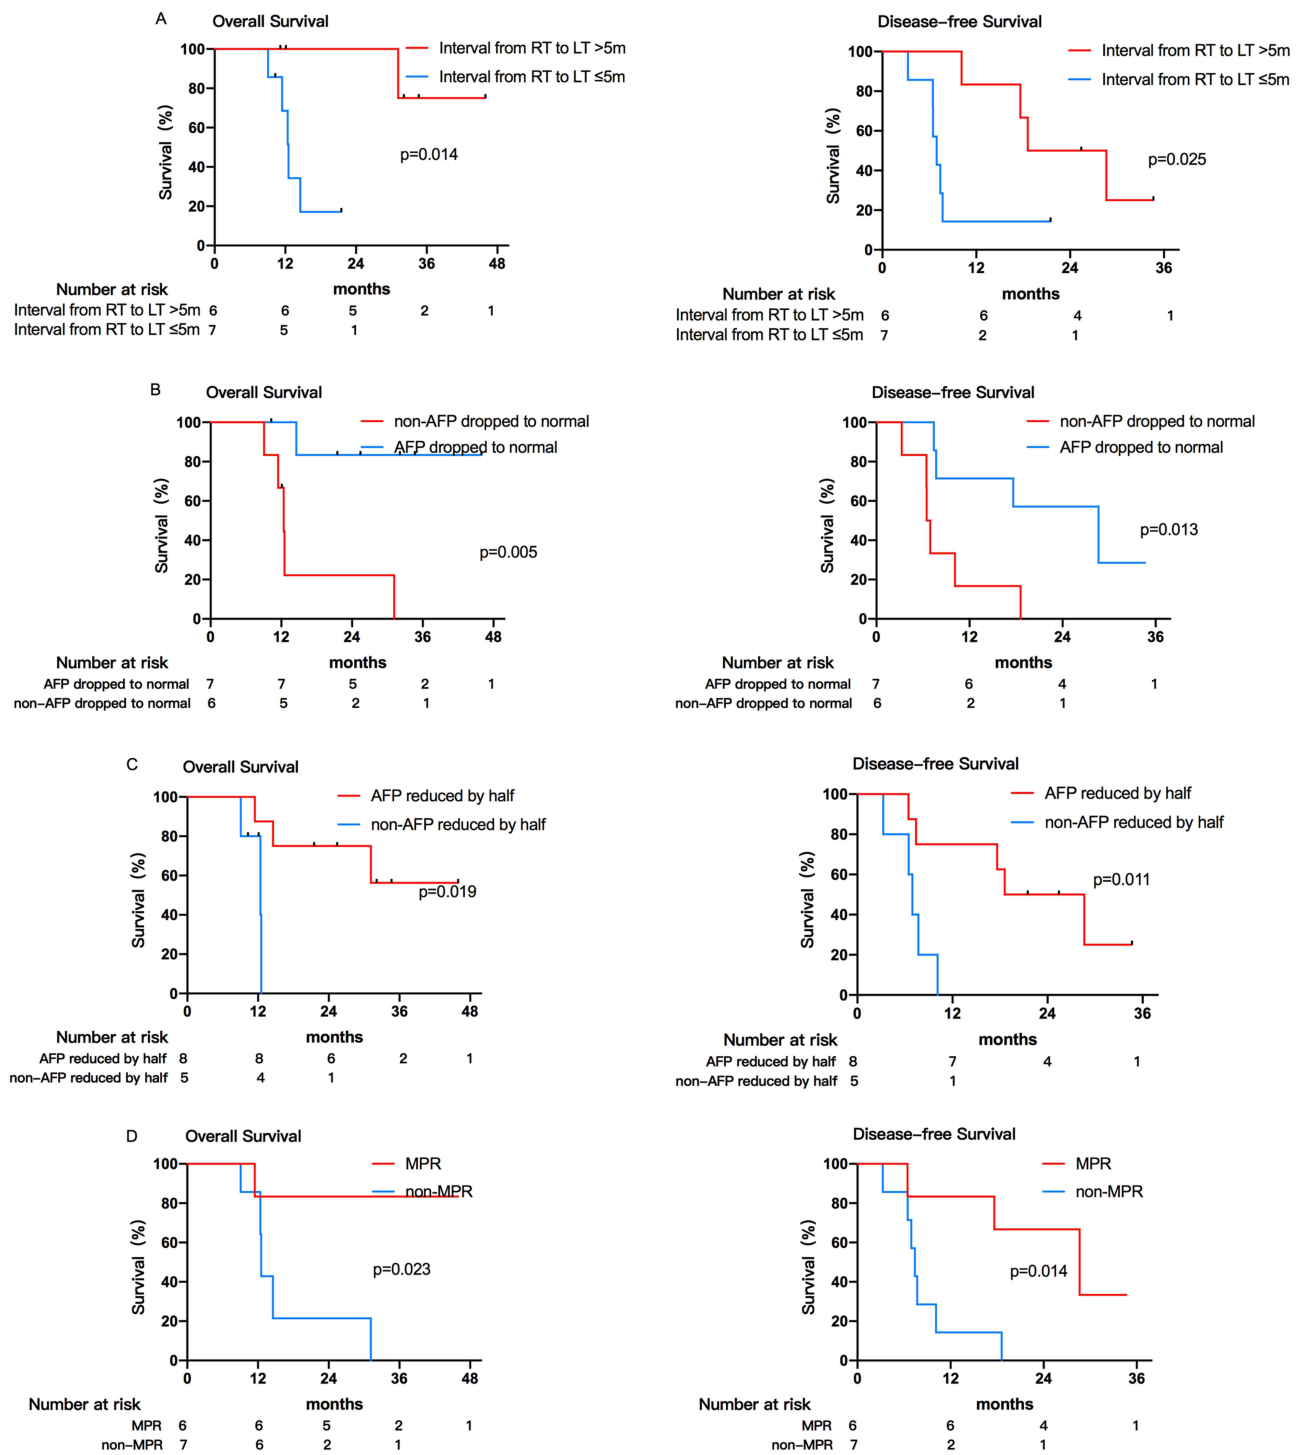 A
Overall Survival
Interval from RT to LT >5m
Interval from RT to LT ≤5m
Survival (%)
100
80
60
40
20
0
p=0.014
0 12 24 36 48
months
Number at risk
Interval from RT to LT >5m 6 6 5 2 1
Interval from RT to LT ≤5m 7 5 1
Disease–free Survival
Interval from RT to LT >5m
Interval from RT to LT ≤5m
Survival (%)
100
80
60
40
20
0
p=0.025
0 12 24 36
months
Number at risk
Interval from RT to LT >5m 6 6 4 1
Interval from RT to LT ≤5m 7 2 1
B
Overall Survival
non-AFP dropped to normal
AFP dropped to normal
Survival (%)
100
80
60
40
20
0
p=0.005
0 12 24 36 48
months
Number at risk
AFP dropped to normal 7 7 5 2 1
non–AFP dropped to normal 6 5 2 1
Disease–free Survival
non-AFP dropped to normal
AFP dropped to normal
Survival (%)
100
80
60
40
20
0
p=0.013
0 12 24 36
months
Number at risk
AFP dropped to normal 7 6 4 1
non–AFP dropped to normal 6 2 1
C
Overall Survival
AFP reduced by half
non-AFP reduced by half
Survival (%)
100
80
60
40
20
0
p=0.019
0 12 24 36 48
months
Number at risk
AFP reduced by half 8 8 6 2 1
non–AFP reduced by half 5 4 1
Disease–free Survival
AFP reduced by half
non-AFP reduced by half
Survival (%)
100
80
60
40
20
0
p=0.011
0 12 24 36
months
Number at risk
AFP reduced by half 8 7 4 1
non–AFP reduced by half 5 1
D
Overall Survival
MPR
non-MPR
Survival (%)
100
80
60
40
20
0
p=0.023
0 12 24 36 48
months
Number at risk
MPR 6 6 5 2 1
non–MPR 7 6 2 1
Disease–free Survival
MPR
non-MPR
Survival (%)
100
80
60
40
20
0
p=0.014
0 12 24 36
months
Number at risk
MPR 6 6 4 1
non–MPR 7 2 1